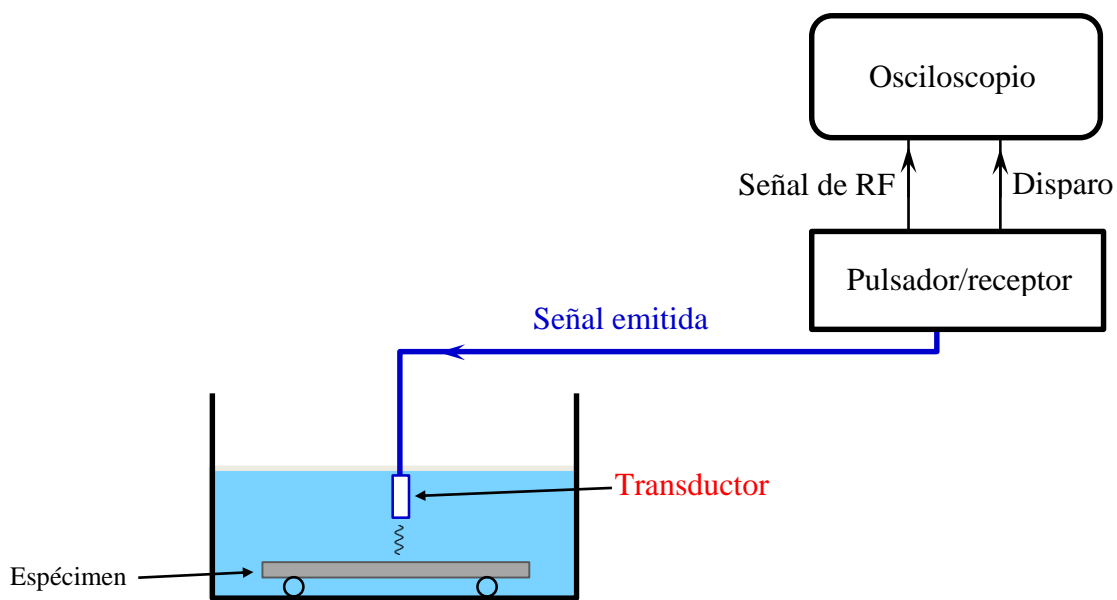 Osciloscopio
Señal de RF
Disparo
Pulsador/receptor
Señal emitida
Transductor
Espécimen